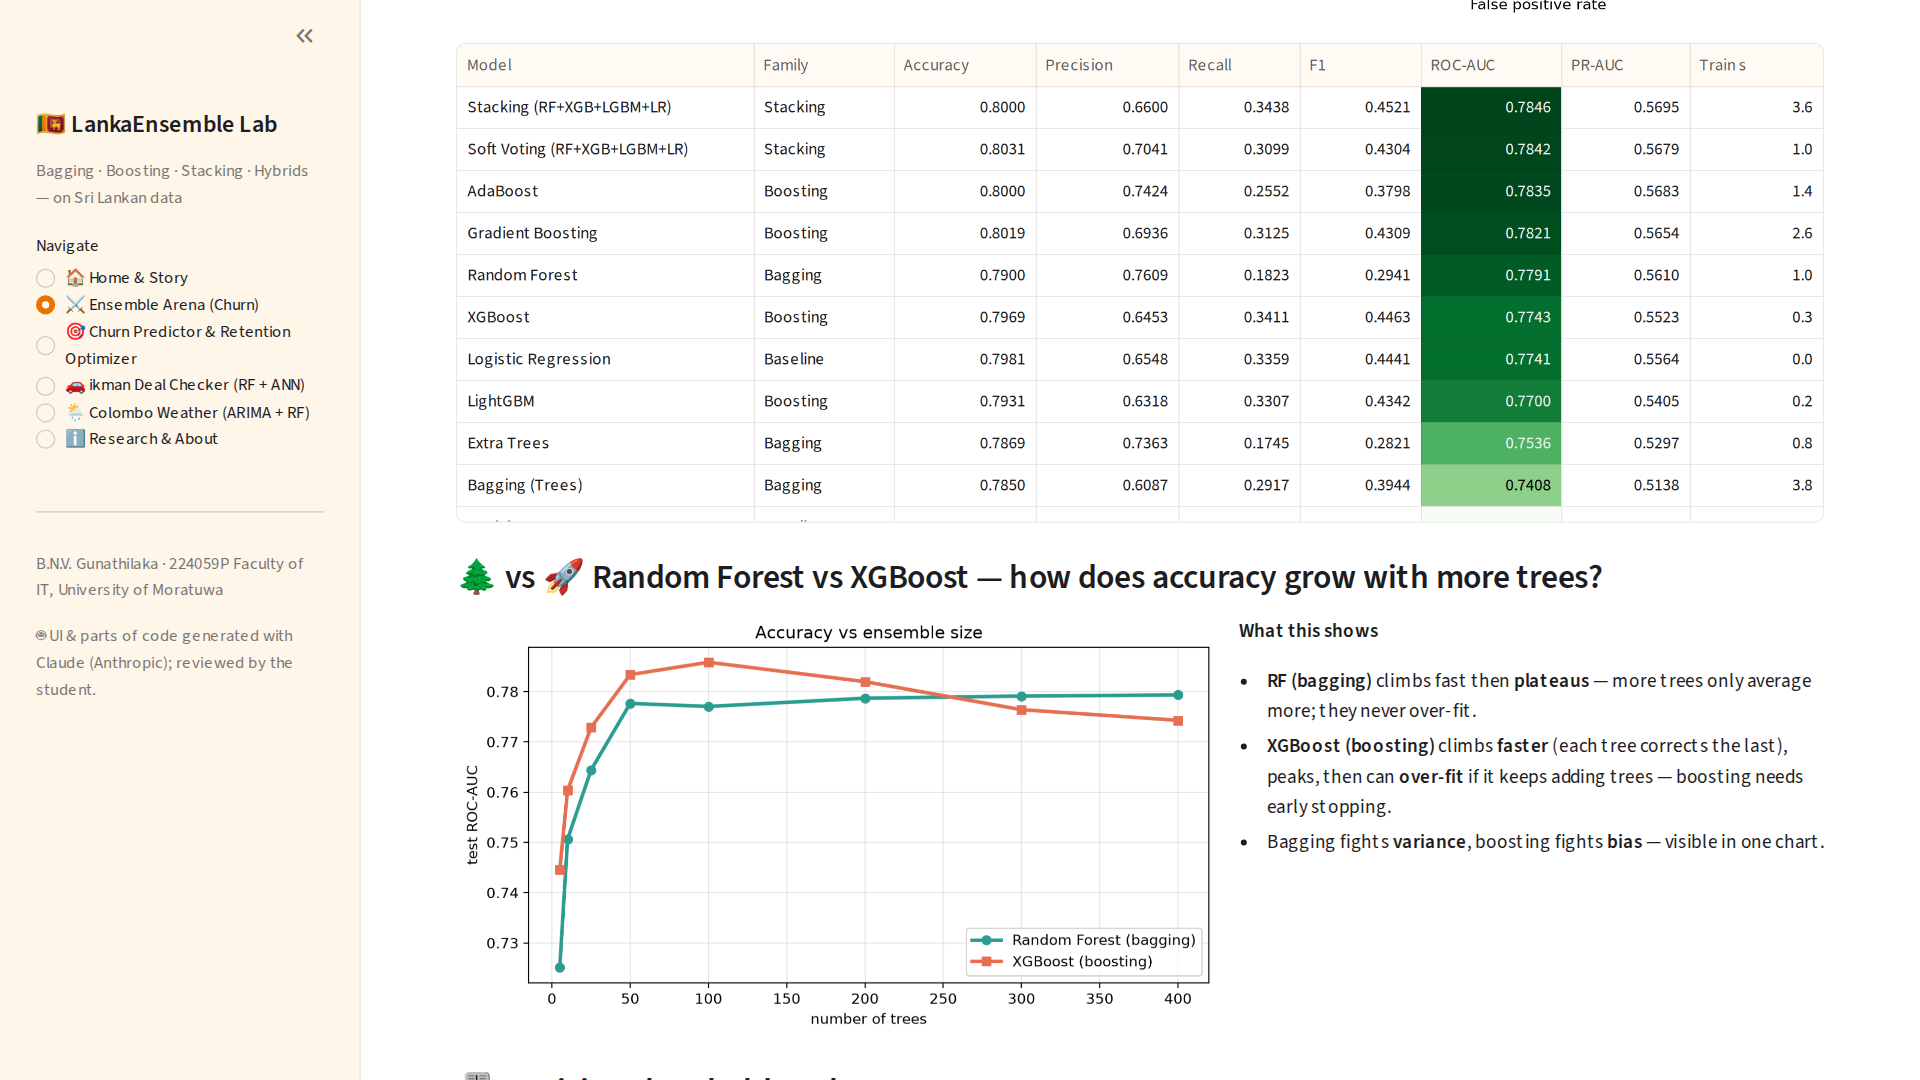 LankaEnsemble Lab
Bagging · Boosting · Stacking · Hybrids
— on Sri Lankan data
Navigate
Home & Story
Ensemble Arena (Churn)
Churn Predictor & Retention
Optimizer
ikman Deal Checker (RF + ANN)
Colombo Weather (ARIMA + RF)
Research & About
B.N.V. Gunathilaka · 224059P Faculty of
IT, University of Moratuwa
UI & parts of code generated with
Claude (Anthropic); reviewed by the
student.
False positive rate
Model Family Accuracy Precision Recall F1 ROC-AUC PR-AUC Train s
Stacking (RF+XGB+LGBM+LR) Stacking 0.8000 0.6600 0.3438 0.4521 0.7846 0.5695 3.6
Soft Voting (RF+XGB+LGBM+LR) Stacking 0.8031 0.7041 0.3099 0.4304 0.7842 0.5679 1.0
AdaBoost Boosting 0.8000 0.7424 0.2552 0.3798 0.7835 0.5683 1.4
Gradient Boosting Boosting 0.8019 0.6936 0.3125 0.4309 0.7821 0.5654 2.6
Random Forest Bagging 0.7900 0.7609 0.1823 0.2941 0.7791 0.5610 1.0
XGBoost Boosting 0.7969 0.6453 0.3411 0.4463 0.7743 0.5523 0.3
Logistic Regression Baseline 0.7981 0.6548 0.3359 0.4441 0.7741 0.5564 0.0
LightGBM Boosting 0.7931 0.6318 0.3307 0.4342 0.7700 0.5405 0.2
Extra Trees Bagging 0.7869 0.7363 0.1745 0.2821 0.7536 0.5297 0.8
Bagging (Trees) Bagging 0.7850 0.6087 0.2917 0.3944 0.7408 0.5138 3.8
vs Random Forest vs XGBoost — how does accuracy grow with more trees?
Accuracy vs ensemble size
test ROC-AUC
0.78
0.77
0.76
0.75
0.74
0.73
Random Forest (bagging)
XGBoost (boosting)
0 50 100 150 200 250 300 350 400
number of trees
What this shows
• RF (bagging) climbs fast then plateaus — more trees only average
more; they never over-fit.
• XGBoost (boosting) climbs faster (each tree corrects the last),
peaks, then can over-fit if it keeps adding trees — boosting needs
early stopping.
• Bagging fights variance, boosting fights bias — visible in one chart.